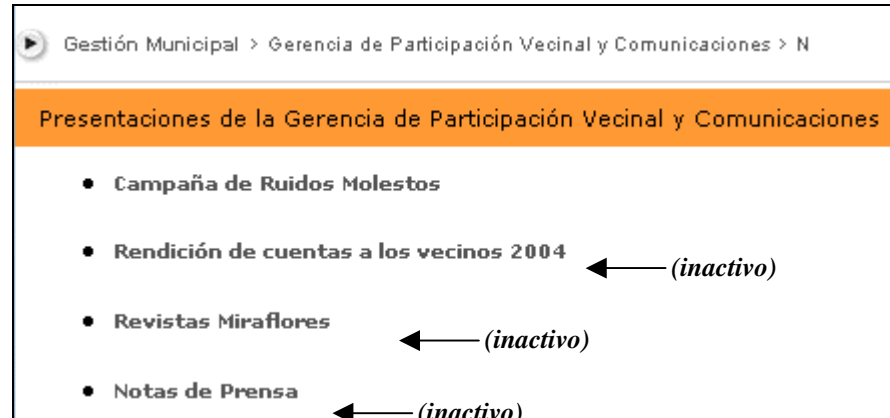 Gestión Municipal > Gerencia de Participación Vecinal y Comunicaciones > N
Presentaciones de la Gerencia de Participación Vecinal y Comunicaciones
• Campaña de Ruidos Molestos
• Rendición de cuentas a los vecinos 2004 (inactivo)
• Revistas Miraflores (inactivo)
• Notas de Prensa (inactivo)